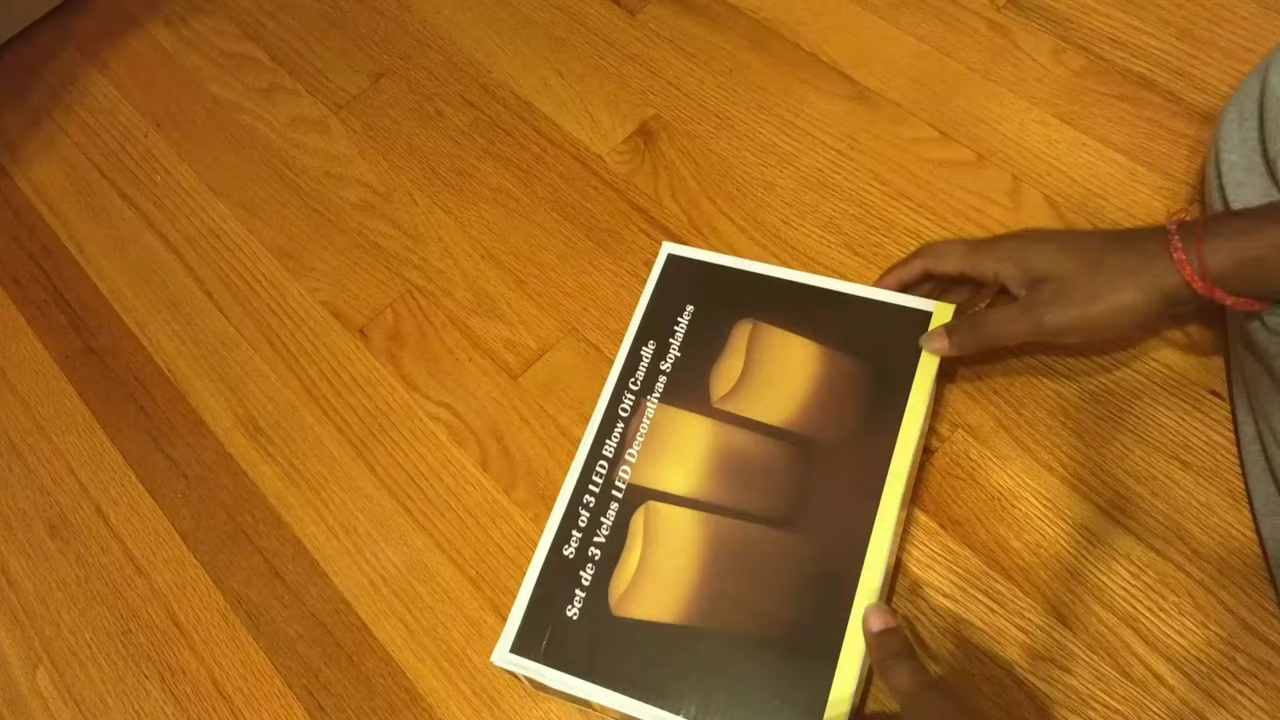 Set of 3 LED Blow Off Candle
Set de 3 Velas LED Decorativas Soplables